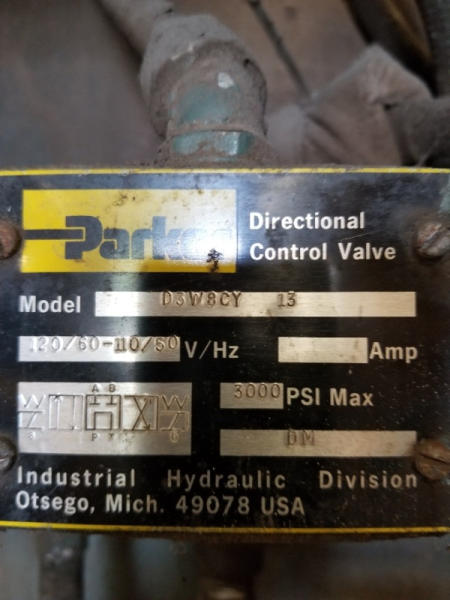 Parker
Directional
Control Valve
Model D3W8CY 13
120/60-110/50 V/Hz Amp
A B
3000 PSI Max
P
DM
Industrial Hydraulic Division
Otsego, Mich. 49078 USA